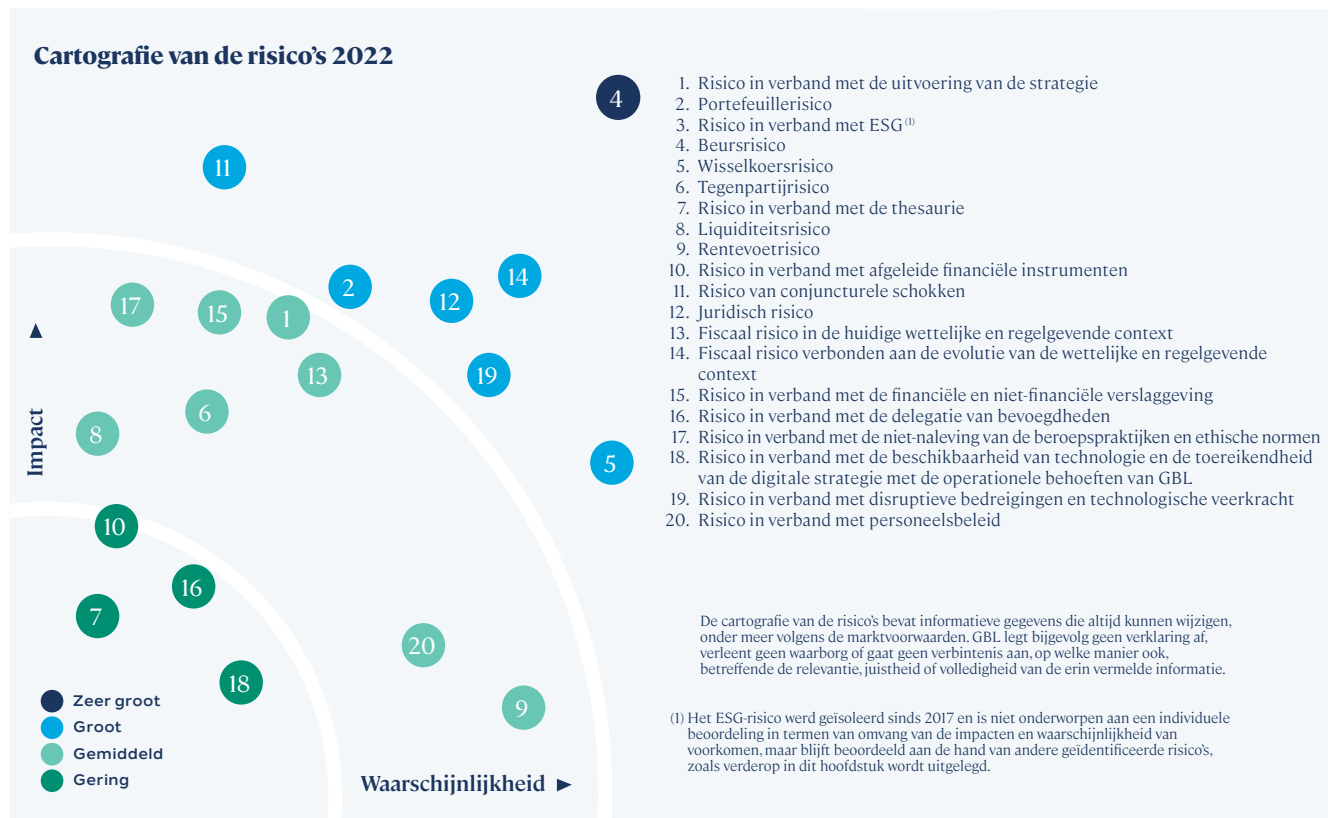 Cartografie van de risico's 2022
4
11
2
14
12
17
15
1
13
19
6
8
5
10
16
7
20
18
9
Impact
Waarschijnlijkheid
Zeer groot
Groot
Gemiddeld
Gering
1. Risico in verband met de uitvoering van de strategie
2. Portefeuillerisico
3. Risico in verband met ESG(1)
4. Beursrisico
5. Wisselkoersrisico
6. Tegenpartijrisico
7. Risico in verband met de thesaurie
8. Liquiditeitsrisico
9. Rentevoetrisico
10. Risico in verband met afgeleide financiële instrumenten
11. Risico van conjuncturele schokken
12. Juridisch risico
13. Fiscaal risico in de huidige wettelijke en regelgevende context
14. Fiscaal risico verbonden aan de evolutie van de wettelijke en regelgevende
context
15. Risico in verband met de financiële en niet-financiële verslaggeving
16. Risico in verband met de delegatie van bevoegdheden
17. Risico in verband met de niet-naleving van de beroepspraktijken en ethische normen
18. Risico in verband met de beschikbaarheid van technologie en de toereikendheid
van de digitale strategie met de operationele behoeften van GBL
19. Risico in verband met disruptieve bedreigingen en technologische veerkracht
20. Risico in verband met personeelsbeleid
De cartografie van de risico's bevat informatieve gegevens die altijd kunnen wijzigen,
onder meer volgens de marktvoorwaarden. GBL legt bijgevolg geen verklaring af,
verleent geen waarborg of gaat geen verbintenis aan, op welke manier ook,
betreffende de relevantie, juistheid of volledigheid van de erin vermelde informatie.
(1) Het ESG-risico werd geïsoleerd sinds 2017 en is niet onderworpen aan een individuele
beoordeling in termen van omvang van de impacten en waarschijnlijkheid van
voorkomen, maar blijft beoordeeld aan de hand van andere geïdentificeerde risico's,
zoals verderop in dit hoofdstuk wordt uitgelegd.